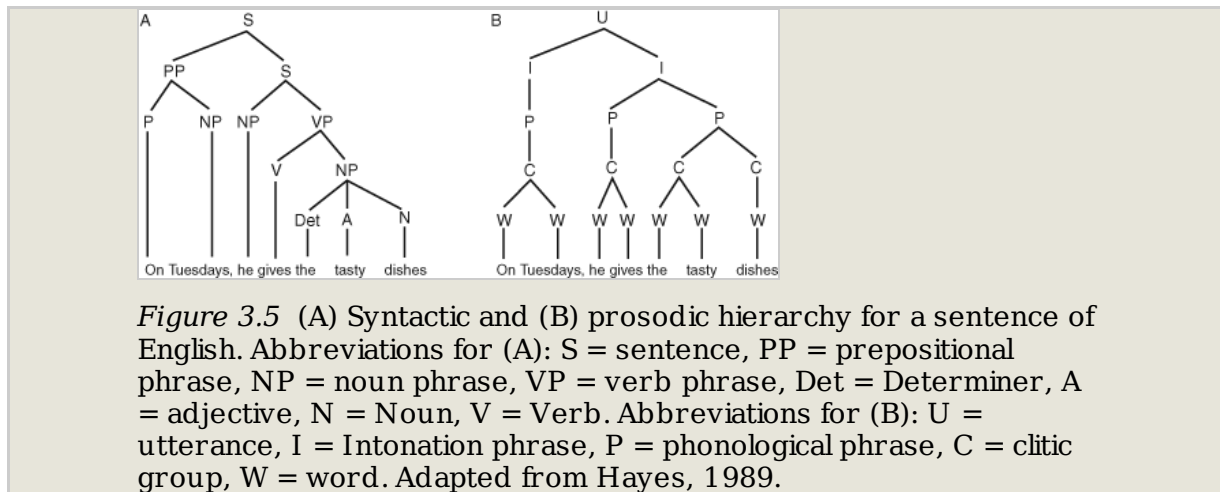 A S B U
PP S I I
P NP NP VP P P P
V NP C C C C
Det A N W W W W W W W
On Tuesdays, he gives the tasty dishes On Tuesdays, he gives the tasty dishes
Figure 3.5 (A) Syntactic and (B) prosodic hierarchy for a sentence of
English. Abbreviations for (A): S = sentence, PP = prepositional
phrase, NP = noun phrase, VP = verb phrase, Det = Determiner, A
= adjective, N = Noun, V = Verb. Abbreviations for (B): U =
utterance, I = Intonation phrase, P = phonological phrase, C = clitic
group, W = word. Adapted from Hayes, 1989.